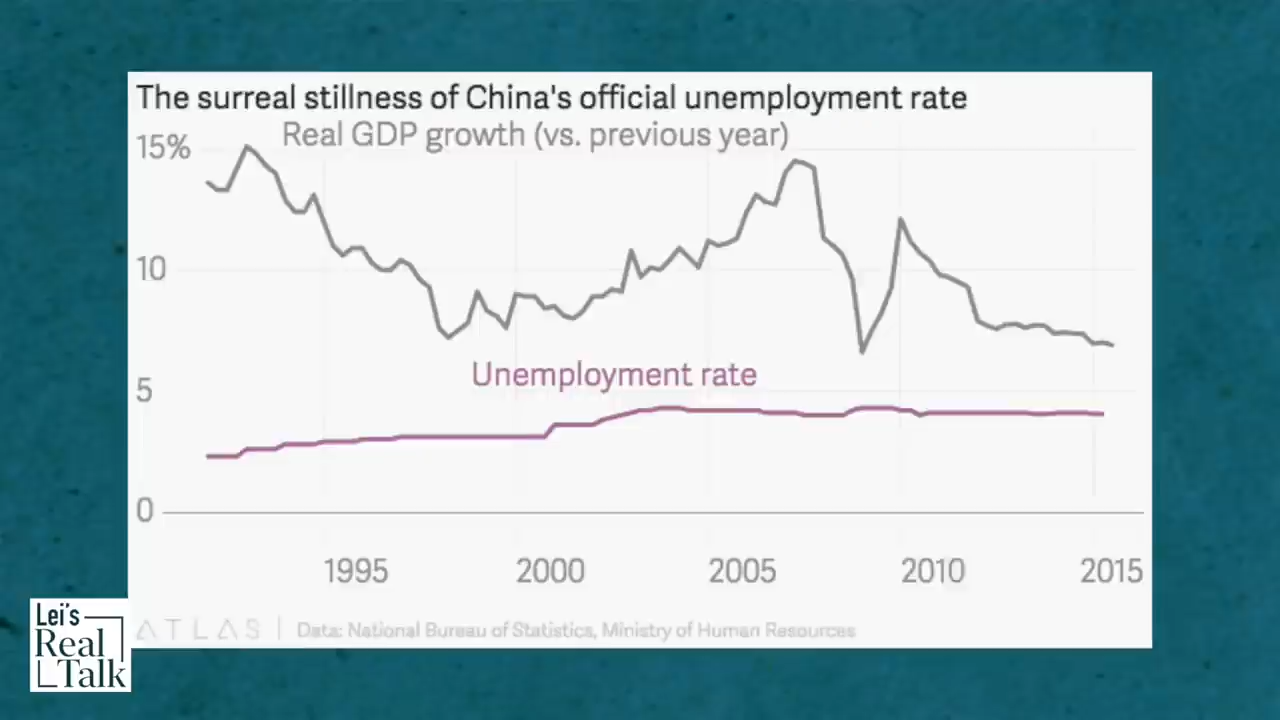 The surreal stillness of China's official unemployment rate
Real GDP growth (vs. previous year)
15%
10
Unemployment rate
5
0
1995 2000 2005 2010 2015
ATLAS | Data: National Bureau of Statistics, Ministry of Human Resources
Lei's
Real
Talk